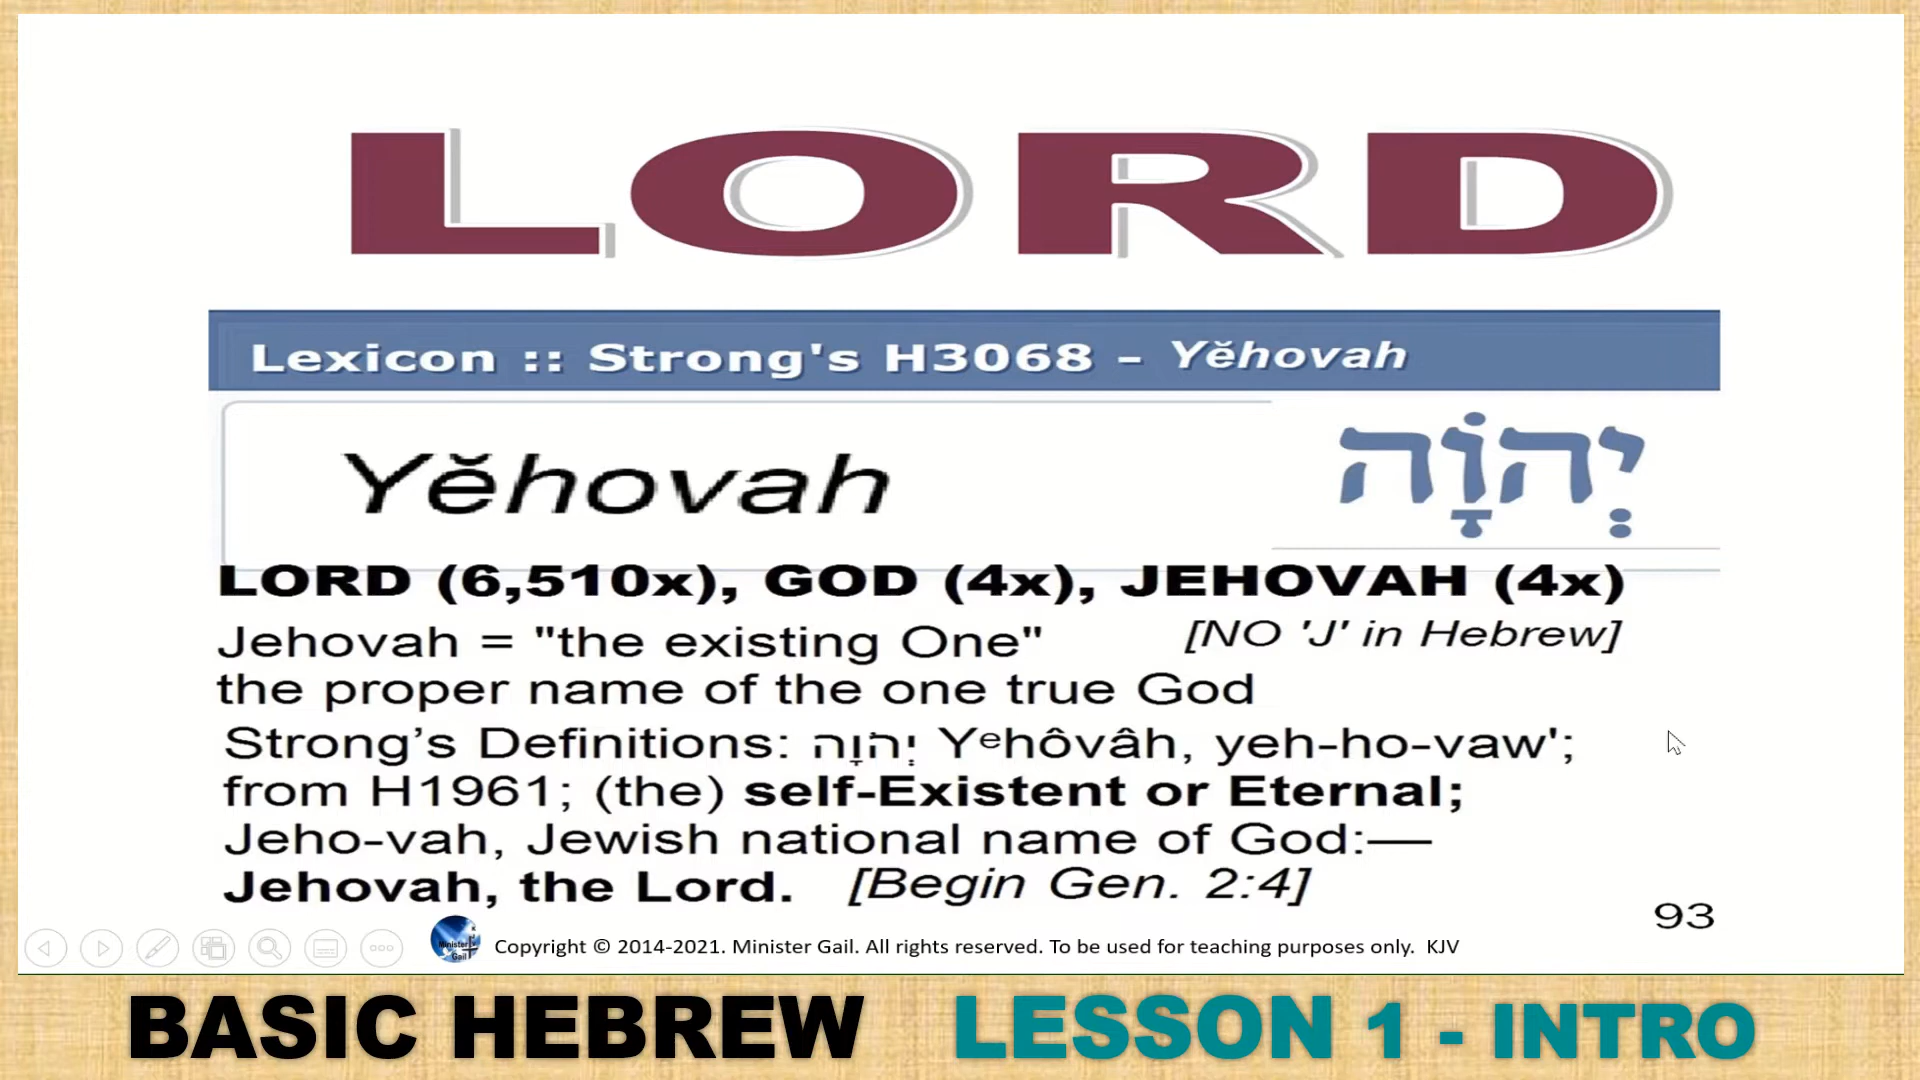 LORD
Lexicon :: Strong's H3068 – Yĕhovah
Yĕhovah יְהֹוָה
LORD (6,510x), GOD (4x), JEHOVAH (4x)
Jehovah = "the existing One" [NO 'J' in Hebrew]
the proper name of the one true God
Strong’s Definitions: יְהֹוָה Yᵉhôvâh, yeh-ho-vaw';
from H1961; (the) self-Existent or Eternal;
Jeho-vah, Jewish national name of God:—
Jehovah, the Lord. [Begin Gen. 2:4]
93
Minister Gail
Copyright © 2014-2021. Minister Gail. All rights reserved. To be used for teaching purposes only. KJV
BASIC HEBREW LESSON 1 - INTRO